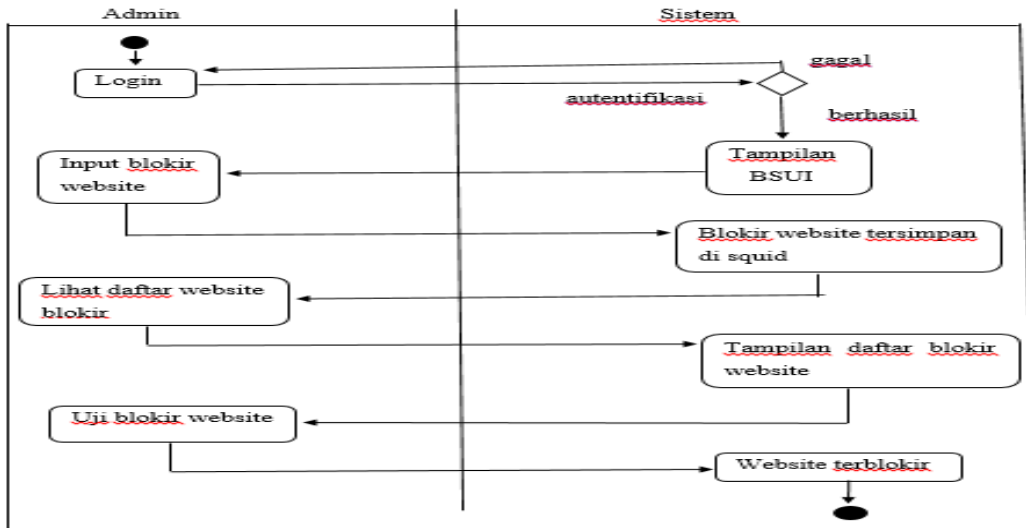 Admin
Sistem
gagal
Login
autentifikasi
berhasil
Tampilan
BSUI
Input blokir
website
Blokir website tersimpan
di squid
Lihat daftar website
blokir
Tampilan daftar blokir
website
Uji blokir website
Website terblokir